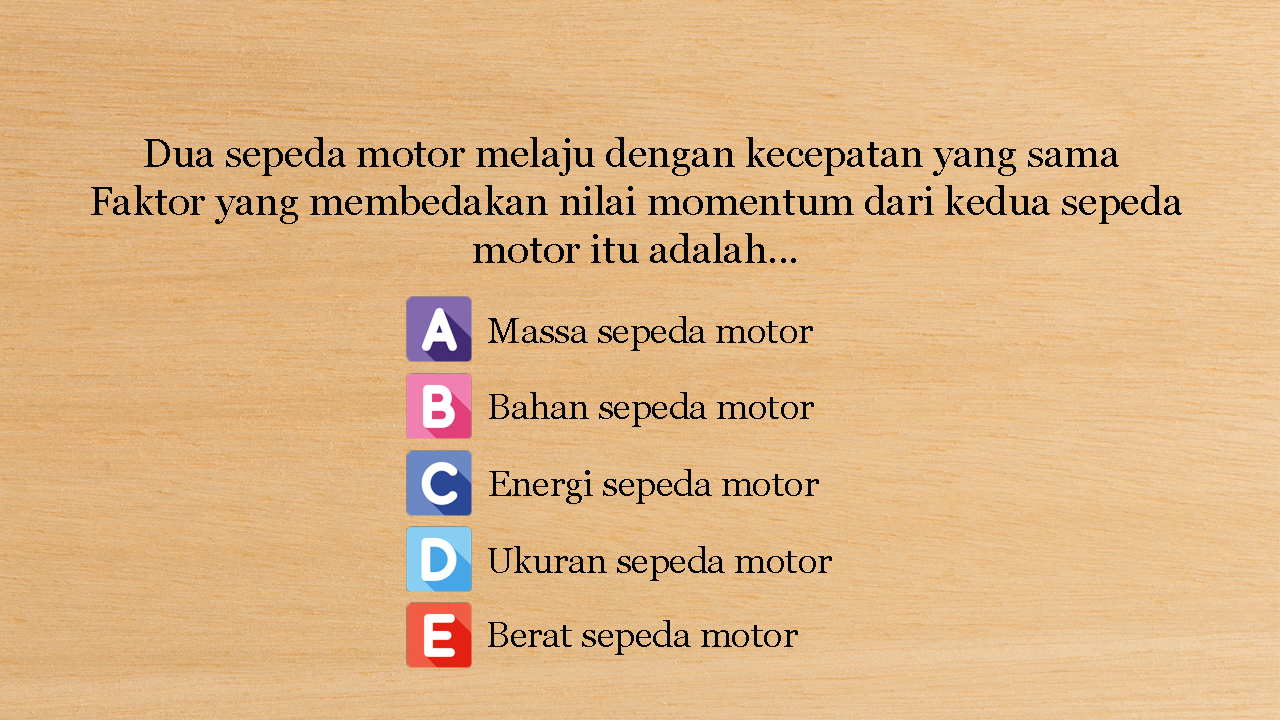 Dua sepeda motor melaju dengan kecepatan yang sama
Faktor yang membedakan nilai momentum dari kedua sepeda
motor itu adalah...
A Massa sepeda motor
B Bahan sepeda motor
C Energi sepeda motor
D Ukuran sepeda motor
E Berat sepeda motor